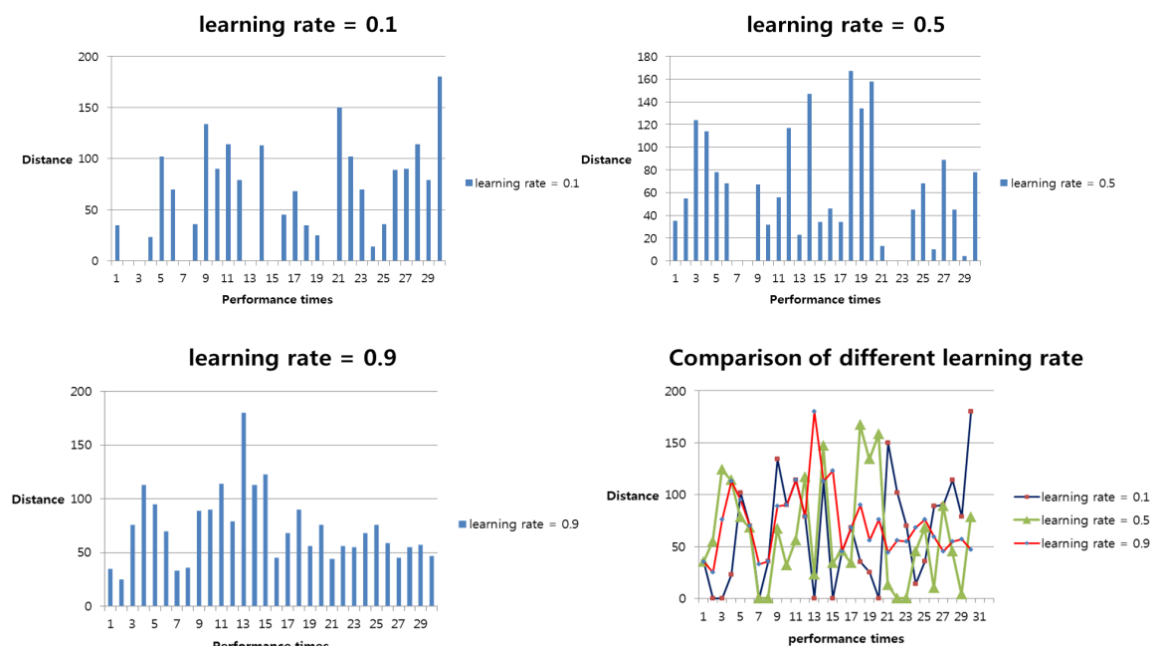 learning rate = 0.1
200
150
100
50
0
Distance
1 3 5 7 9 11 13 15 17 19 21 23 25 27 29
Performance times
learning rate = 0.1
learning rate = 0.5
180
160
140
120
100
80
60
40
20
0
Distance
1 3 5 7 9 11 13 15 17 19 21 23 25 27 29
Performance times
learning rate = 0.5
learning rate = 0.9
200
150
100
50
0
Distance
1 3 5 7 9 11 13 15 17 19 21 23 25 27 29
Performance times
learning rate = 0.9
Comparison of different learning rate
200
150
100
50
0
Distance
1 3 5 7 9 11 13 15 17 19 21 23 25 27 29 31
performance times
learning rate = 0.1
learning rate = 0.5
learning rate = 0.9